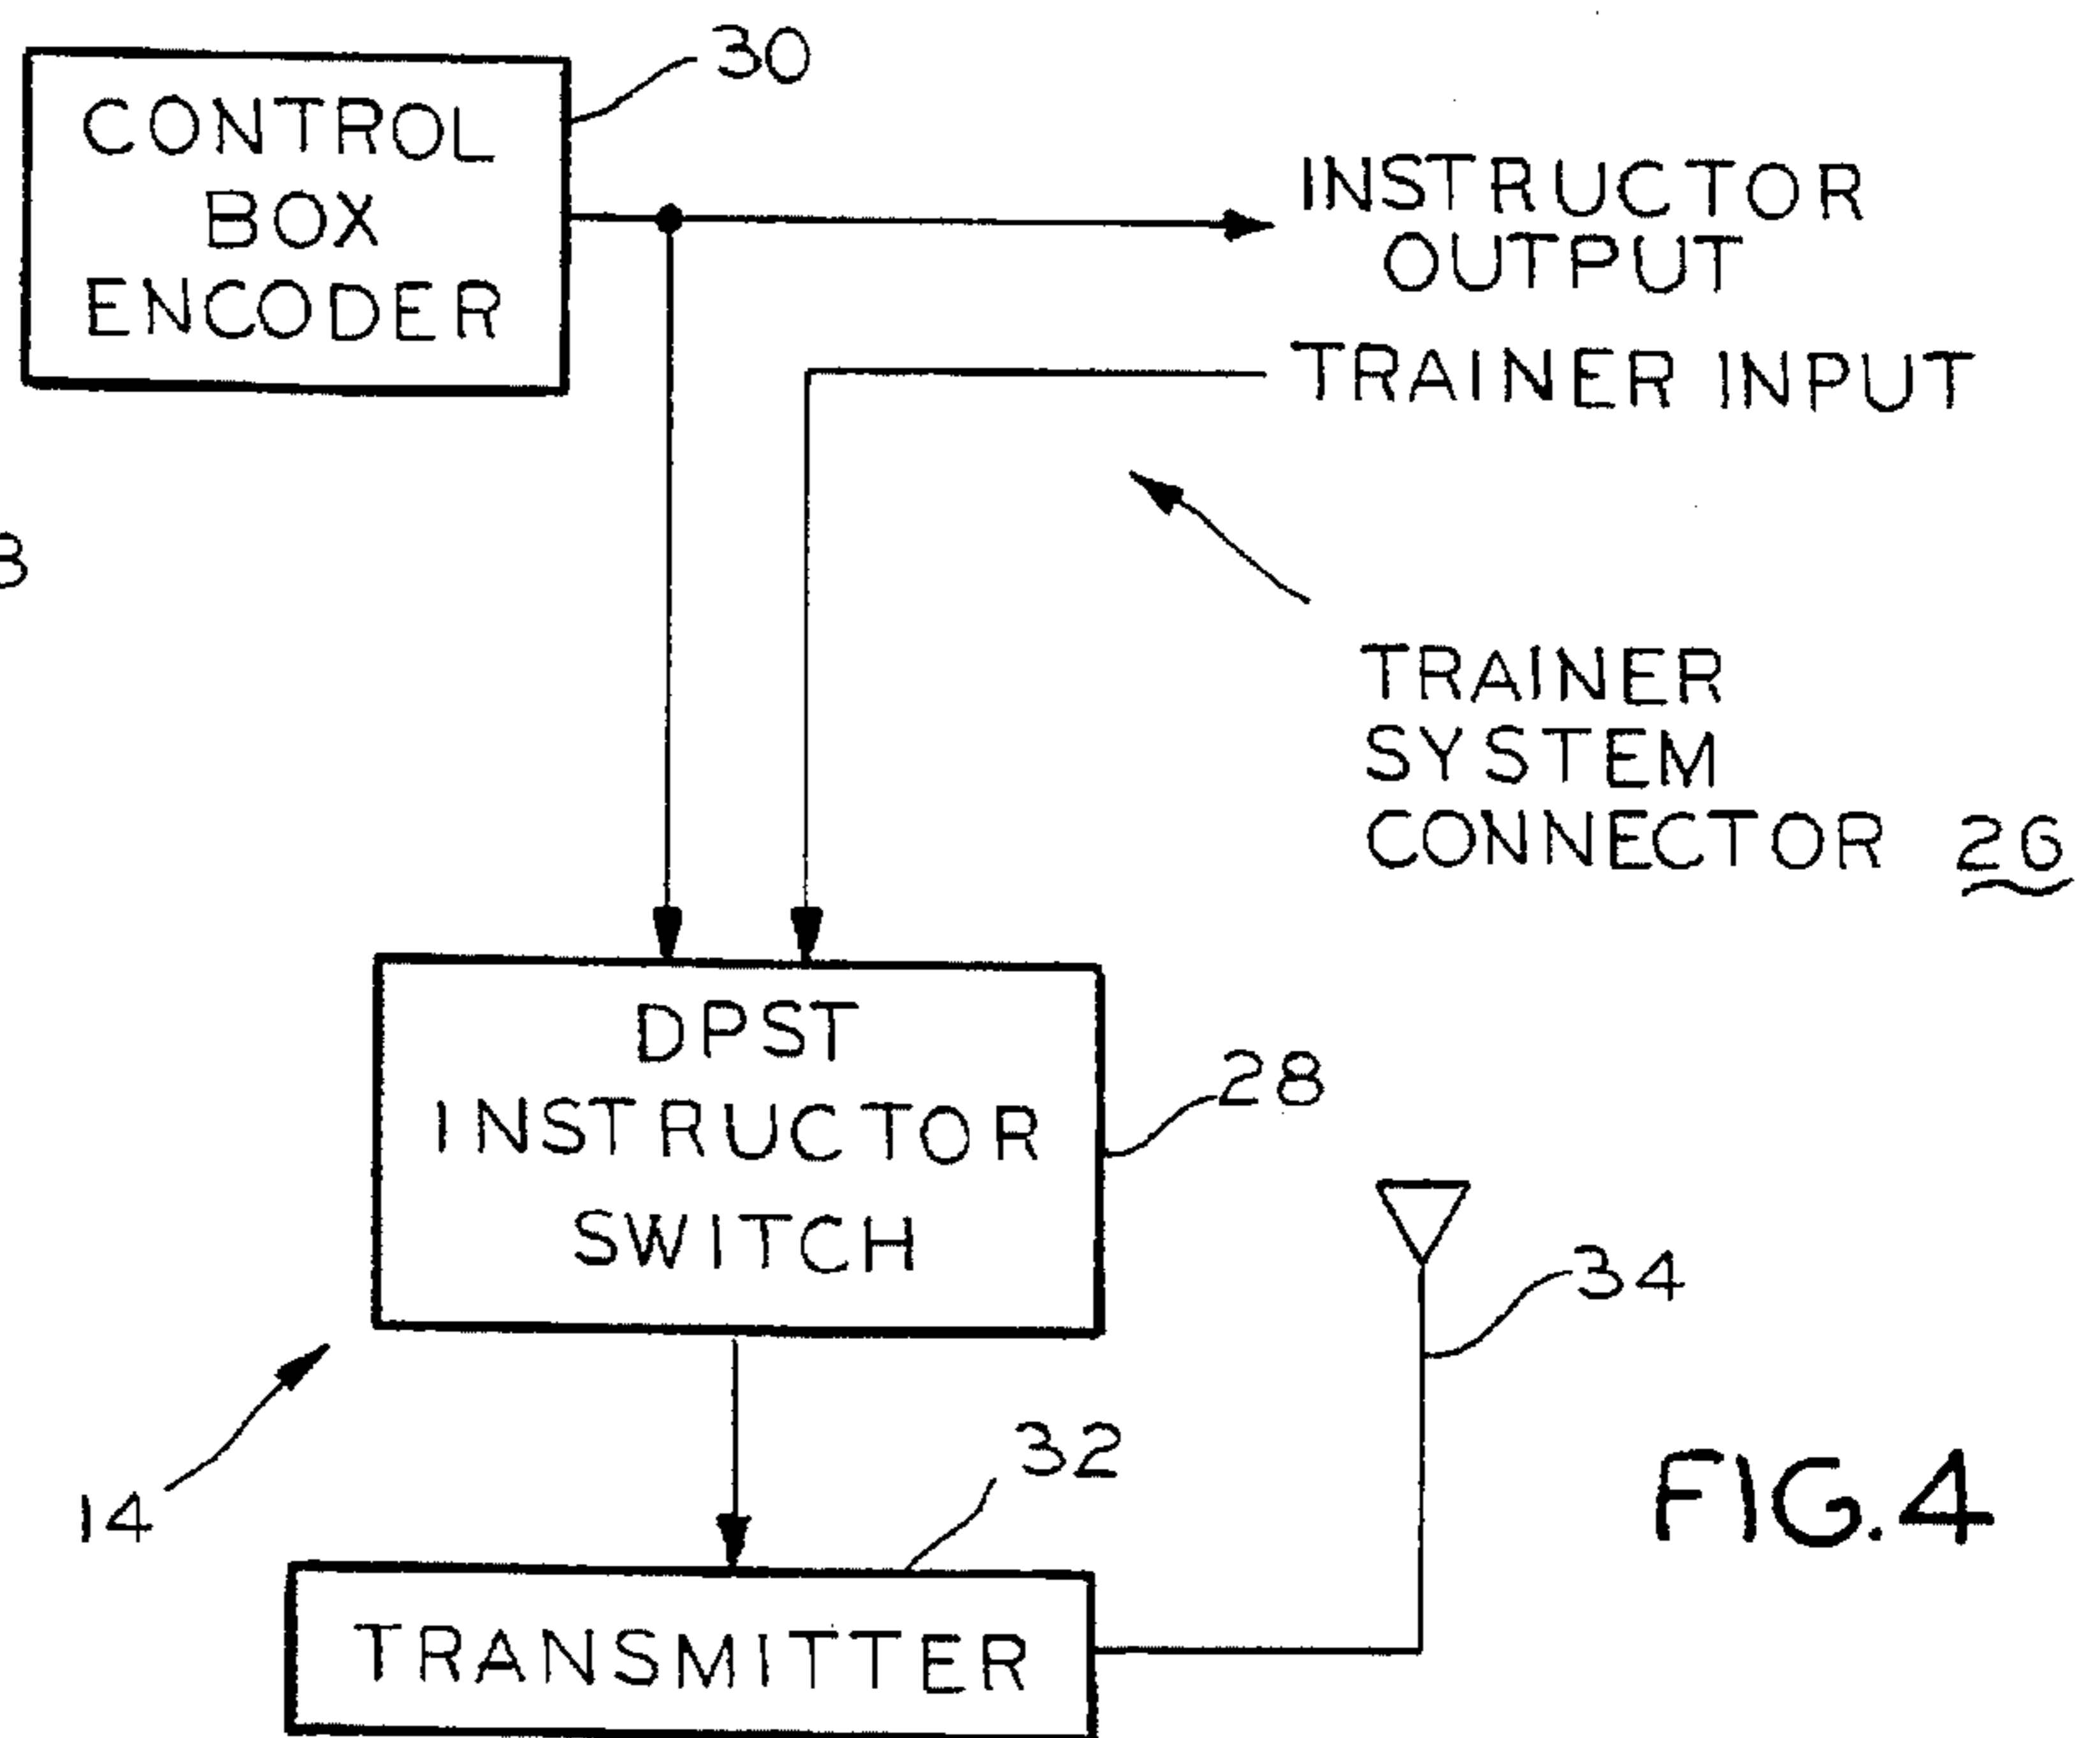 30
CONTROL
BOX
ENCODER
INSTRUCTOR
OUTPUT
TRAINER INPUT
TRAINER
SYSTEM
CONNECTOR 26
DPST
INSTRUCTOR
SWITCH
28
34
14
32
TRANSMITTER
FIG.4